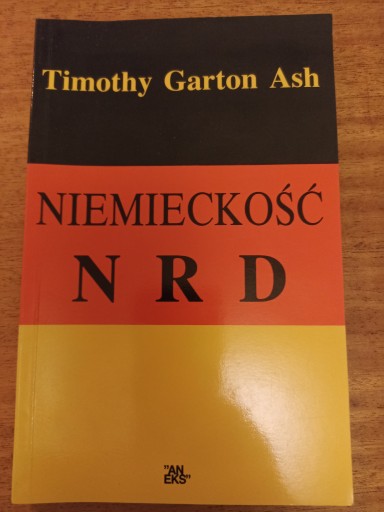 Timothy Garton Ash
NIEMIECKOŚĆ
N R D
"AN
EKS"